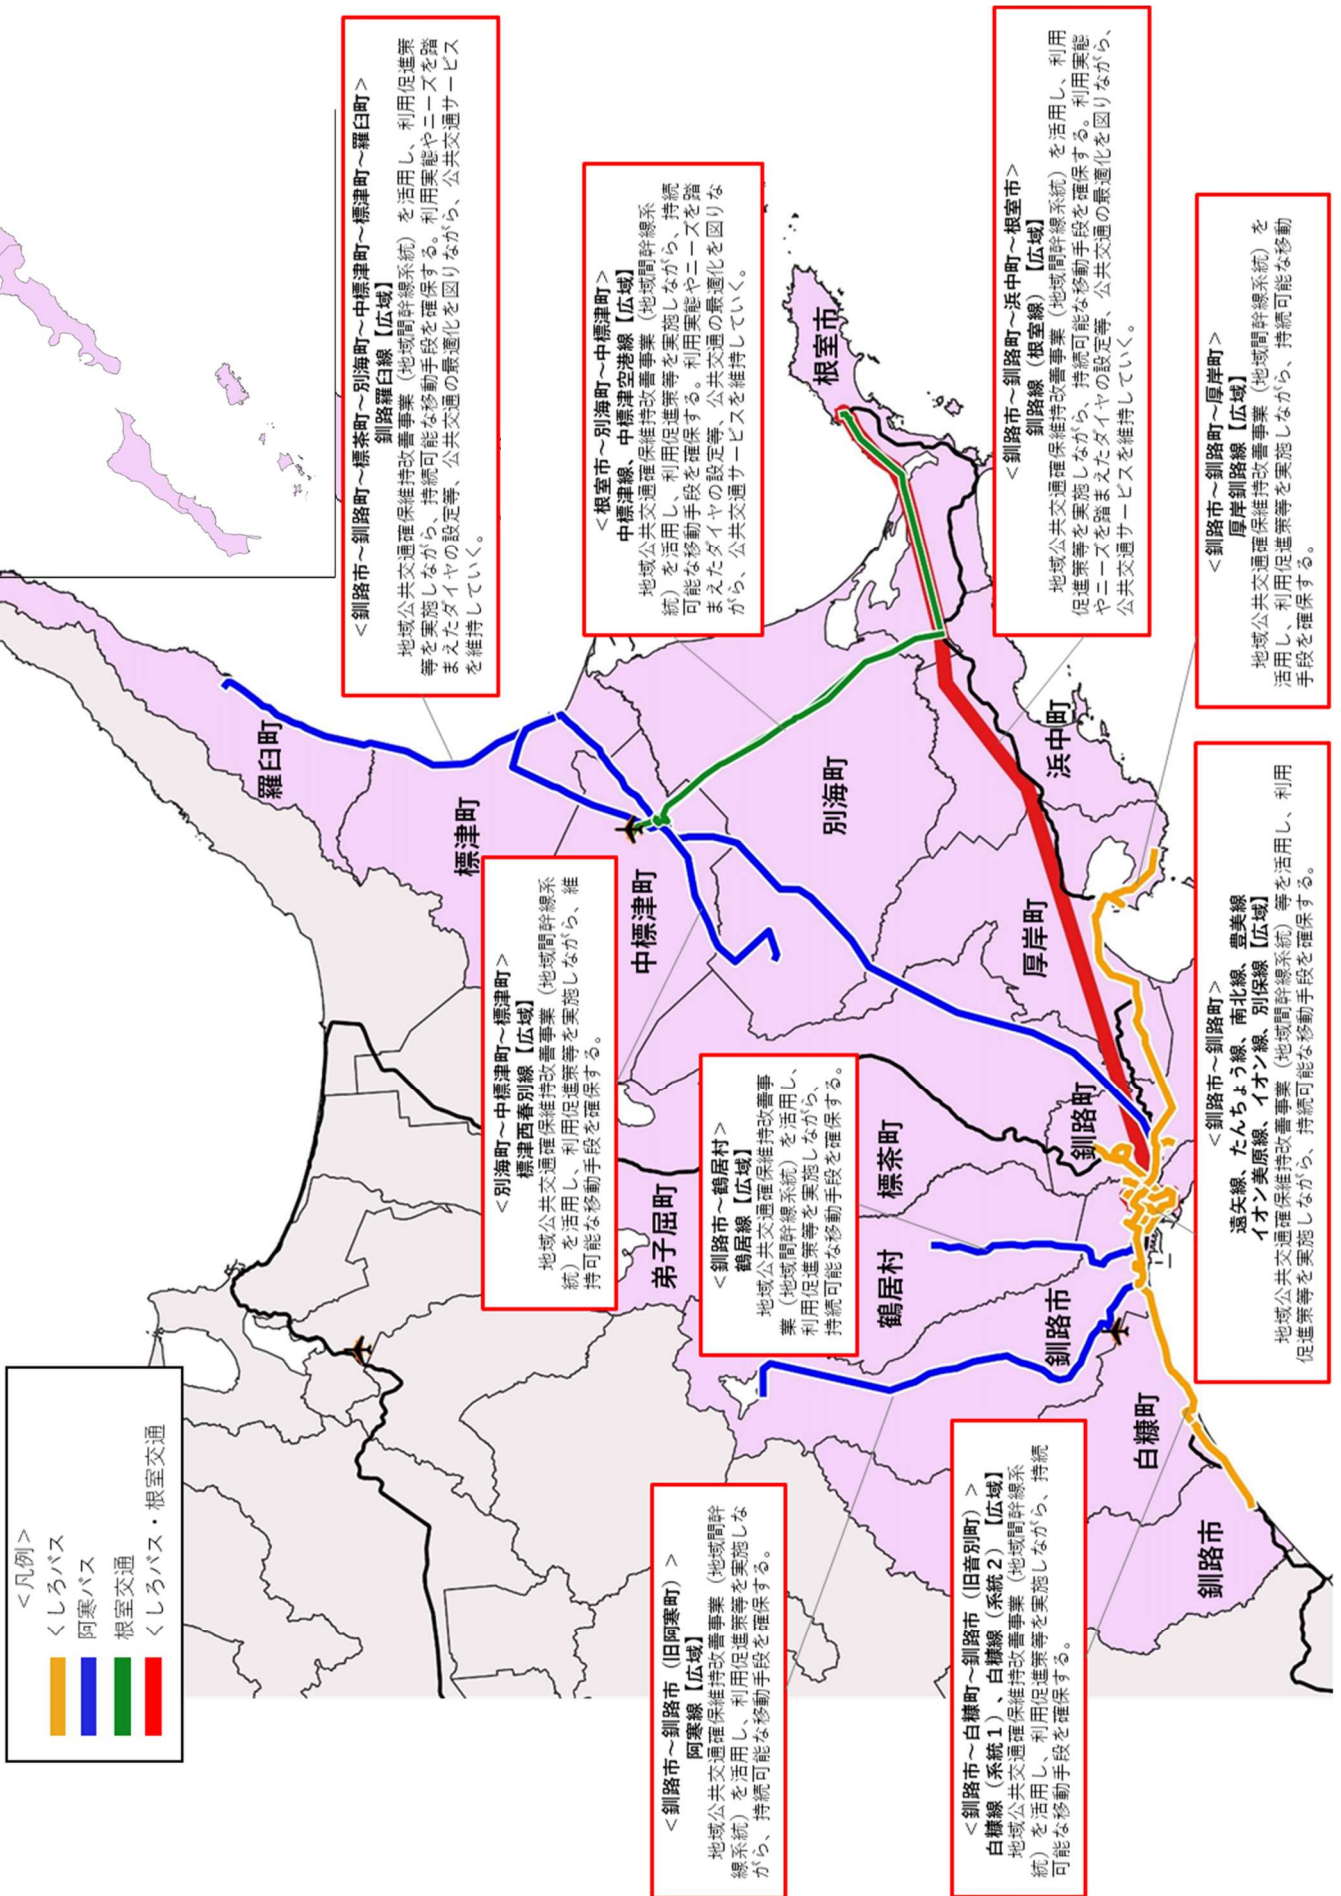 <凡例>
くしろバス
阿寒バス
根室交通
くしろバス・根室交通
<釧路市～釧路町～標茶町～別海町～中標津町～標津町～羅臼町>
釧路羅臼線【広域】
地域公共交通確保維持改善事業（地域間幹線系統）を活用し、利用促進策
等を実施しながら、持続可能な移動手段を確保する。利用実態やニーズを踏
まえたダイヤの設定等、公共交通の最適化を図りながら、公共交通サービス
を維持していく。
<根室市～別海町～中標津町>
中標津線、中標津空港線【広域】
地域公共交通確保維持改善事業（地域間幹線系
統）を活用し、利用促進策等を実施しながら、持続
可能な移動手段を確保する。利用実態やニーズを踏
まえたダイヤの設定等、公共交通の最適化を図りな
がら、公共交通サービスを維持していく。
<別海町～中標津町～標津町>
標津西春別線【広域】
地域公共交通確保維持改善事業（地域間幹線系
統）を活用し、利用促進策等を実施しながら、維
持可能な移動手段を確保する。
<釧路市～鶴居村>
鶴居線【広域】
地域公共交通確保維持改善事
業（地域間幹線系統）を活用し、
利用促進策等を実施しながら、
持続可能な移動手段を確保する。
<釧路市～釧路市（旧阿寒町）>
阿寒線【広域】
地域公共交通確保維持改善事業（地域間幹
線系統）を活用し、利用促進策等を実施しな
がら、持続可能な移動手段を確保する。
<釧路市～白糠町～釧路市（旧音別町）>
白糠線（系統１）、白糠線（系統２）【広域】
地域公共交通確保維持改善事業（地域間幹線系
統）を活用し、利用促進策等を実施しながら、持続
可能な移動手段を確保する。
<釧路市～釧路町～浜中町～根室市>
釧路線（根室線）【広域】
地域公共交通確保維持改善事業（地域間幹線系統）を活用し、利用
促進策等を実施しながら、持続可能な移動手段を確保する。利用実態
やニーズを踏まえたダイヤの設定等、公共交通の最適化を図りながら、
公共交通サービスを維持していく。
<釧路市～釧路町～厚岸町>
厚岸釧路線【広域】
地域公共交通確保維持改善事業（地域間幹線系統）を
活用し、利用促進策等を実施しながら、持続可能な移動
手段を確保する。
<釧路市～釧路町>
遠矢線、たんちょう線、南北線、豊美線
イオン美原線、イオン線、別保線【広域】
地域公共交通確保維持改善事業（地域間幹線系統）等を活用し、利用
促進策等を実施しながら、持続可能な移動手段を確保する。
羅臼町
標津町
中標津町
別海町
根室市
弟子屈町
標茶町
鶴居村
厚岸町
浜中町
釧路町
釧路市
白糠町
釧路市